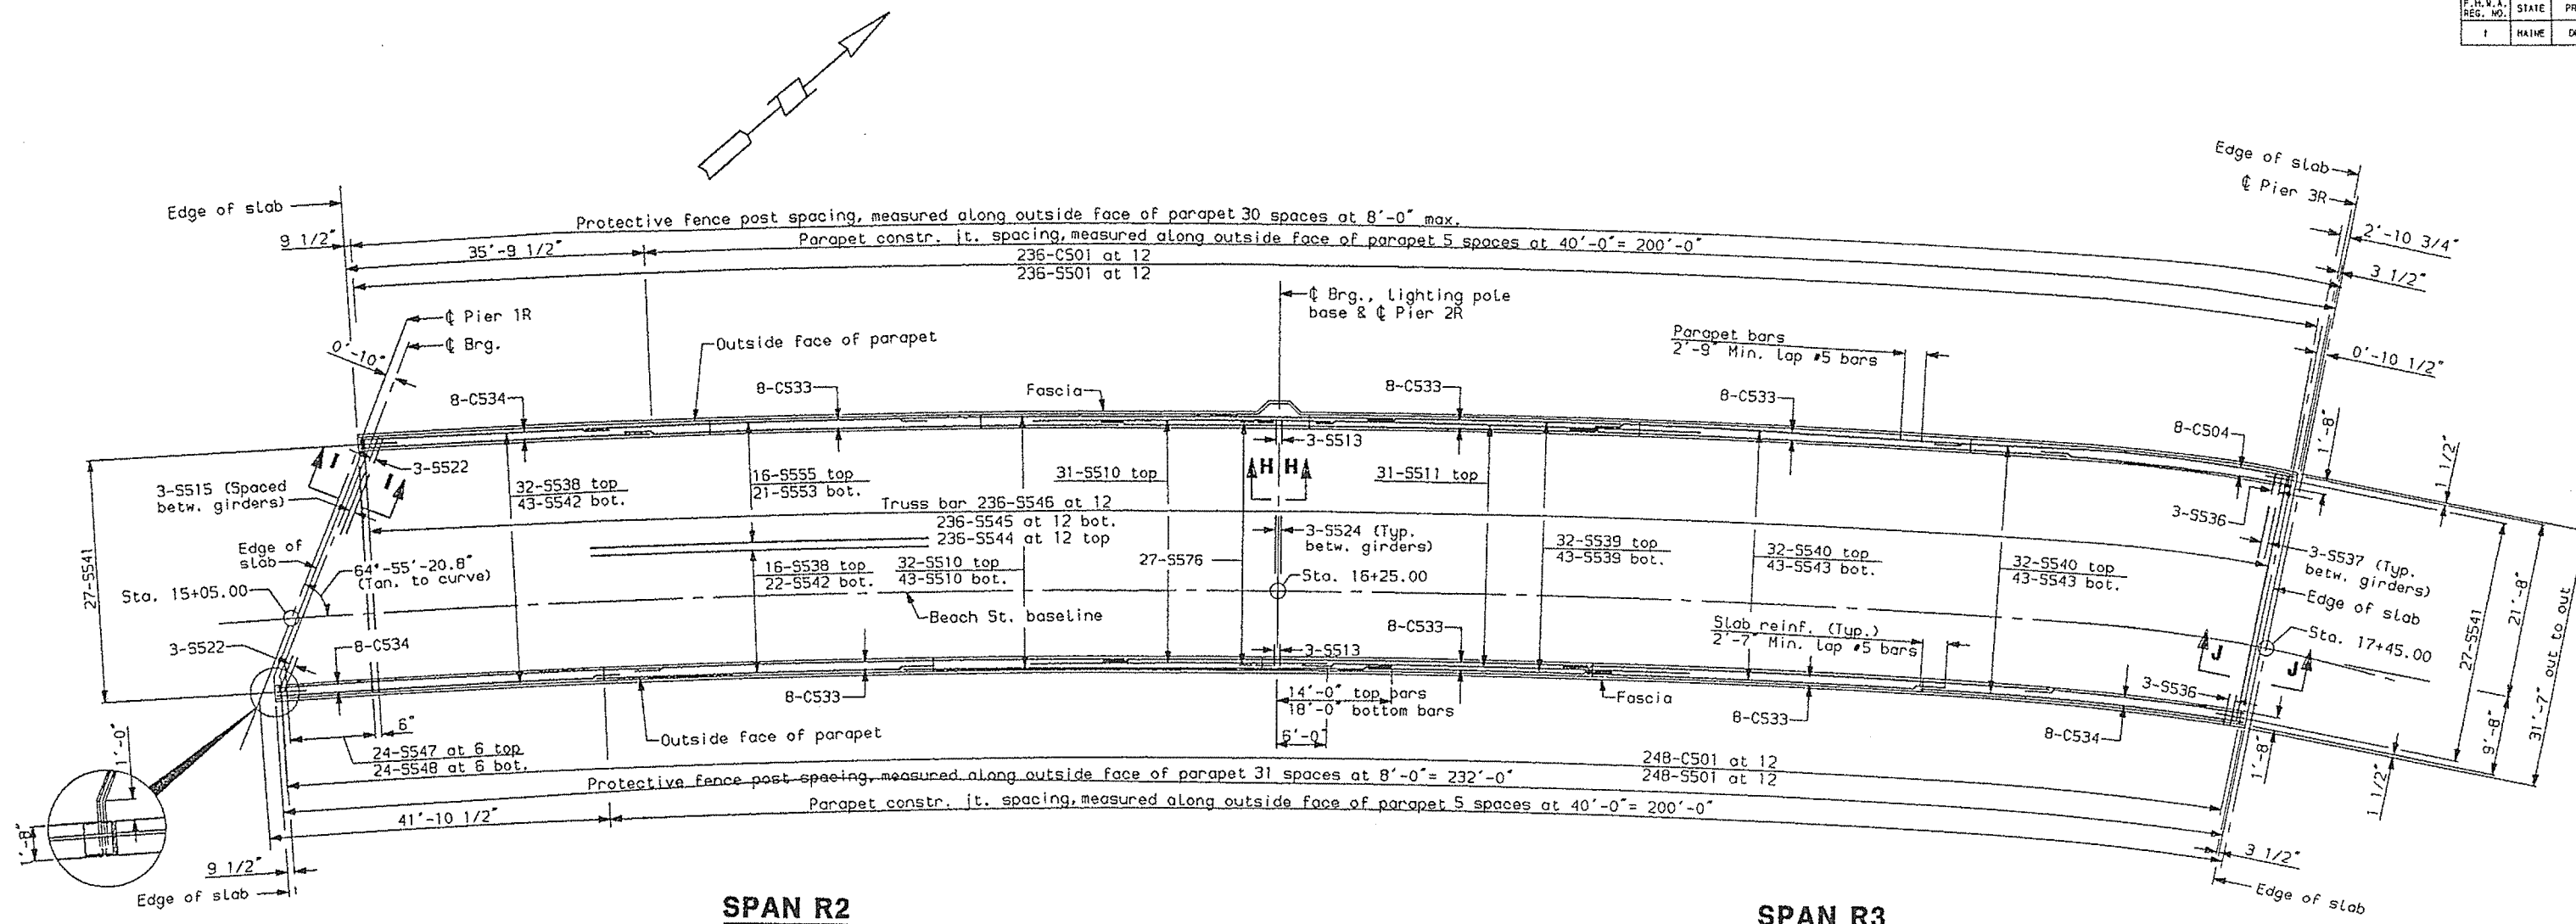 F.H.W.A.
REG. NO.
STATE
1
MAINE
Edge of slab
₵ Pier 3R
Edge of slab
Protective fence post spacing, measured along outside face of parapet 30 spaces at 8'-0" max.
9 1/2"
35'-9 1/2"
Parapet constr. jt. spacing, measured along outside face of parapet 5 spaces at 40'-0"= 200'-0"
2'-10 3/4"
236-C501 at 12
236-S501 at 12
3 1/2"
₵ Brg., lighting pole
base & ₵ Pier 2R
₵ Pier 1R
₵ Brg.
0'-10"
Outside face of parapet
Parapet bars
2'-9" Min. lap #5 bars
0'-10 1/2"
8-C534
8-C533
Fascia
8-C533
8-C533
8-C504
1'-8"
1 1/2"
3-S513
3-S522
I
I
H H
3-S515 (Spaced
betw. girders)
32-S538 top
43-S542 bot.
16-S555 top
21-S553 bot.
31-S510 top
31-S511 top
3-S536
Truss bar 236-S546 at 12
236-S545 at 12 bot.
236-S544 at 12 top
3-S524 (Typ.
betw. girders)
3-S537 (Typ.
betw. girders)
Edge of
slab
64°-55'-20.8"
(Tan. to curve)
16-S538 top
22-S542 bot.
32-S510 top
43-S510 bot.
27-S576
32-S539 top
43-S539 bot.
32-S540 top
43-S543 bot.
32-S540 top
43-S543 bot.
27-S541
Sta. 15+05.00
Sta. 16+25.00
Edge of slab
Beach St. baseline
Sta. 17+45.00
21'-8"
27-S541
31'-7" out to out
9'-8"
3-S522
8-C534
8-C533
Slab reinf. (Typ.)
2'-7" Min. lap #5 bars
3-S513
J
J
8-C533
14'-0" top bars
18'-0" bottom bars
Fascia
8-C533
3-S536
8-C534
6"
24-S547 at 6 top
24-S548 at 6 bot.
Outside face of parapet
6'-0"
1'-8"
1 1/2"
1'-0"
1'-8"
248-C501 at 12
248-S501 at 12
Protective fence post spacing, measured along outside face of parapet 31 spaces at 8'-0"= 232'-0"
Parapet constr. jt. spacing, measured along outside face of parapet 5 spaces at 40'-0"= 200'-0"
41'-10 1/2"
9 1/2"
Edge of slab
3 1/2"
Edge of slab
SPAN R2
SPAN R3